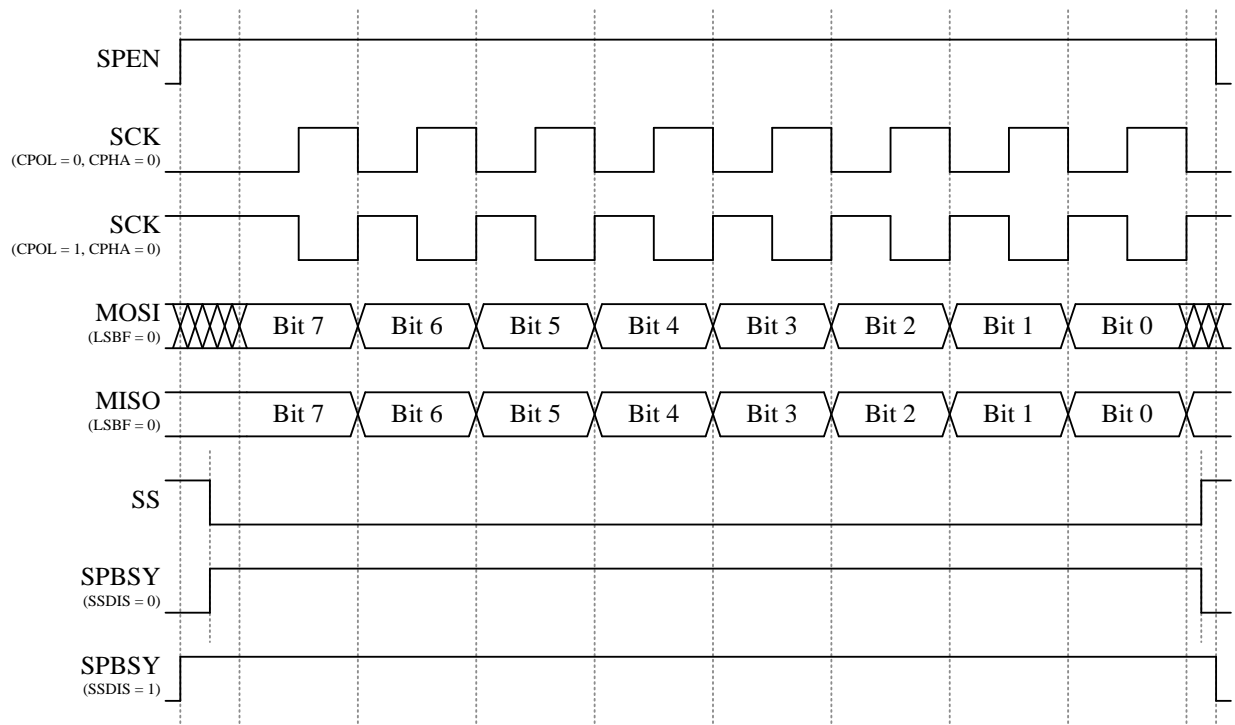 SPEN
SCK
(CPOL = 0, CPHA = 0)
SCK
(CPOL = 1, CPHA = 0)
MOSI
(LSBF = 0)
Bit 7 Bit 6 Bit 5 Bit 4 Bit 3 Bit 2 Bit 1 Bit 0
MISO
(LSBF = 0)
Bit 7 Bit 6 Bit 5 Bit 4 Bit 3 Bit 2 Bit 1 Bit 0
SS
SPBSY
(SSDIS = 0)
SPBSY
(SSDIS = 1)